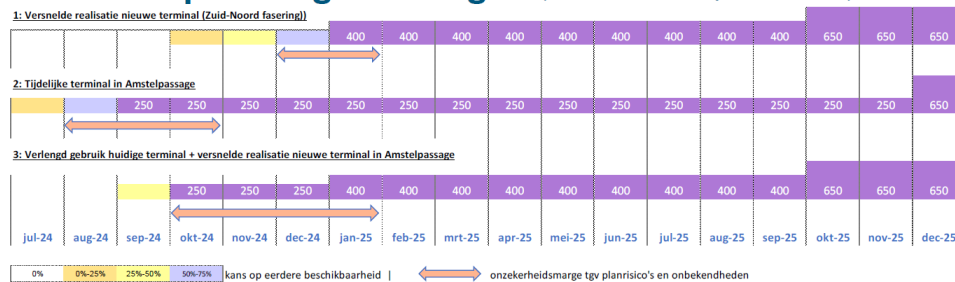 1: Versnelde realisatie nieuwe terminal (Zuid-Noord fasering))
400 400 400 400 400 400 400 400 400 650 650 650
2: Tijdelijke terminal in Amstelpassage
250 250 250 250 250 250 250 250 250 250 250 250 250 250 250 650
3: Verlengd gebruik huidige terminal + versnelde realisatie nieuwe terminal in Amstelpassage
250 250 250 400 400 400 400 400 400 400 400 400 650 650 650
jul-24 aug-24 sep-24 okt-24 nov-24 dec-24 jan-25 feb-25 mrt-25 apr-25 mei-25 jun-25 jul-25 aug-25 sep-25 okt-25 nov-25 dec-25
0% 0%-25% 25%-50% 50%-75% kans op eerdere beschikbaarheid | onzekerheidsmarge tgv planrisico's en onbekendheden